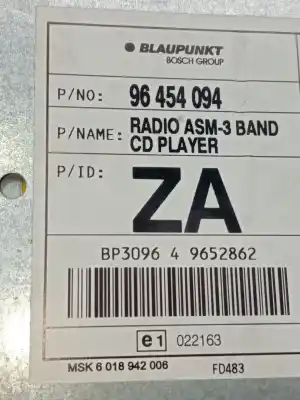 BLAUPUNKT
BOSCH GROUP
P/NO: 96 454 094
P/NAME: RADIO ASM-3 BAND
CD PLAYER
P/ID: ZA
BP3096 4 9652862
e1 022163
MSK 6 018 942 006 FD483